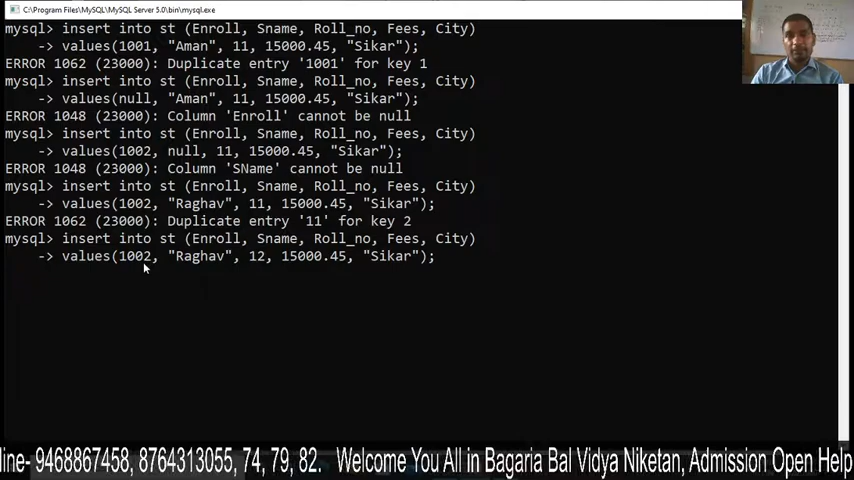 C:\Program Files\MySQL\MySQL Server 5.0\bin\mysql.exe
mysql> insert into st (Enroll, Sname, Roll_no, Fees, City)
-> values(1001, "Aman", 11, 15000.45, "Sikar");
ERROR 1062 (23000): Duplicate entry '1001' for key 1
mysql> insert into st (Enroll, Sname, Roll_no, Fees, City)
-> values(null, "Aman", 11, 15000.45, "Sikar");
ERROR 1048 (23000): Column 'Enroll' cannot be null
mysql> insert into st (Enroll, Sname, Roll_no, Fees, City)
-> values(1002, null, 11, 15000.45, "Sikar");
ERROR 1048 (23000): Column 'SName' cannot be null
mysql> insert into st (Enroll, Sname, Roll_no, Fees, City)
-> values(1002, "Raghav", 11, 15000.45, "Sikar");
ERROR 1062 (23000): Duplicate entry '11' for key 2
mysql> insert into st (Enroll, Sname, Roll_no, Fees, City)
-> values(1002, "Raghav", 12, 15000.45, "Sikar");
line- 9468867458, 8764313055, 74, 79, 82. Welcome You All in Bagaria Bal Vidya Niketan, Admission Open Help